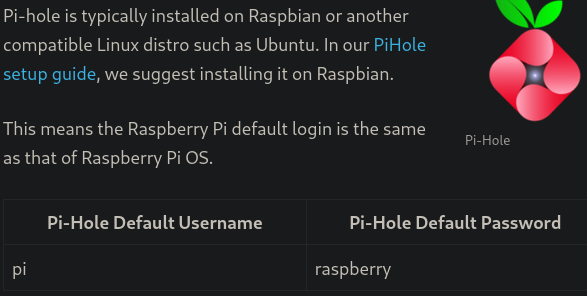 Pi-hole is typically installed on Raspbian or another
compatible Linux distro such as Ubuntu. In our PiHole
setup guide, we suggest installing it on Raspbian.
This means the Raspberry Pi default login is the same
as that of Raspberry Pi OS.
Pi-Hole
Pi-Hole Default Username Pi-Hole Default Password
pi raspberry